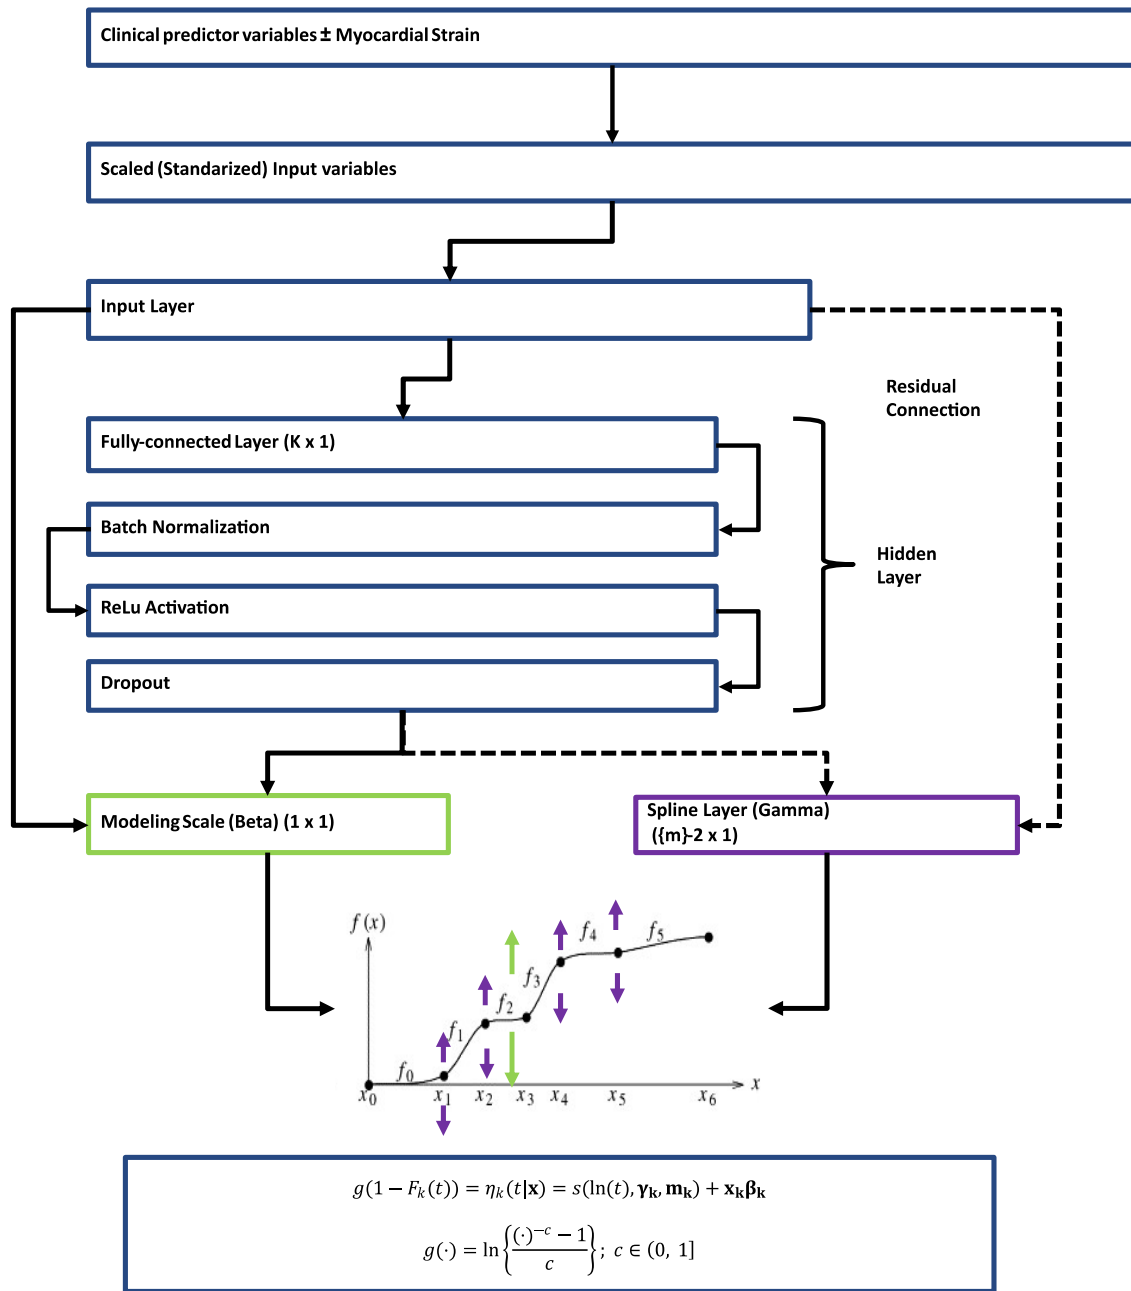 Clinical predictor variables ± Myocardial Strain
Scaled (Standarized) Input variables
Input Layer
Residual
Connection
Fully-connected Layer (K x 1)
Batch Normalization
Hidden
Layer
ReLu Activation
Dropout
Modeling Scale (Beta) (1 x 1)
Spline Layer (Gamma)
({m}-2 x 1)
f(x)
f₀ f₁ f₂ f₃ f₄ f₅
x₀ x₁ x₂ x₃ x₄ x₅ x₆ x
g(1 − Fₖ(t)) = ηₖ(t|𝐱) = s(ln(t), 𝛄ₖ, 𝐦ₖ) + 𝐱ₖ𝛃ₖ
g(·) = ln{((·)⁻ᶜ − 1)/c}; c ∈ (0, 1]